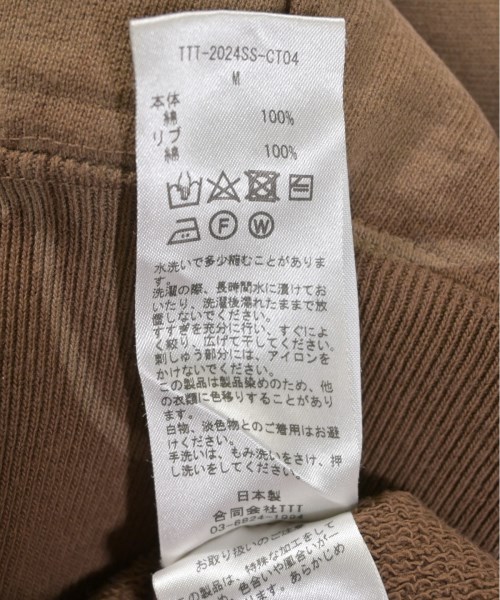 TTT-2024SS-CT04
M
本体
綿 100%
リブ
綿 100%
F W
水洗いで多少縮むことがありま
す。
洗濯の際、長時間水に漬けてお
いたり、洗濯後濡れたままで放
置しないでください。
すすぎを充分に行い、すぐによ
く絞り、広げて干してください。
刺しゅう部分には、アイロンを
かけないでください。
この製品は製品染めのため、他
の衣類に色移りすることがあり
ます。
白物、淡色物とのご着用はお避
けください。
手洗いは、もみ洗いをさけ、押
し洗いをしてください。
日本製
合同会社TTT
03-6824-1994
お取り扱いのご注意
この製品は、特殊な加工をして
色合いや風合いが一
ます。あらかじめ